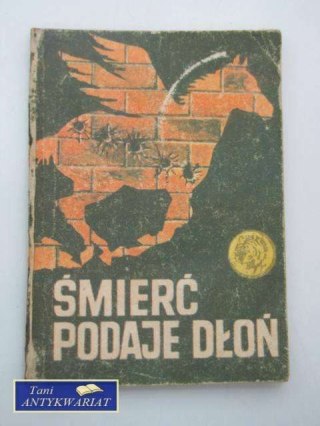 ŚMIERĆ
PODAJE DŁOŃ
Tani
ANTYKWARIAT